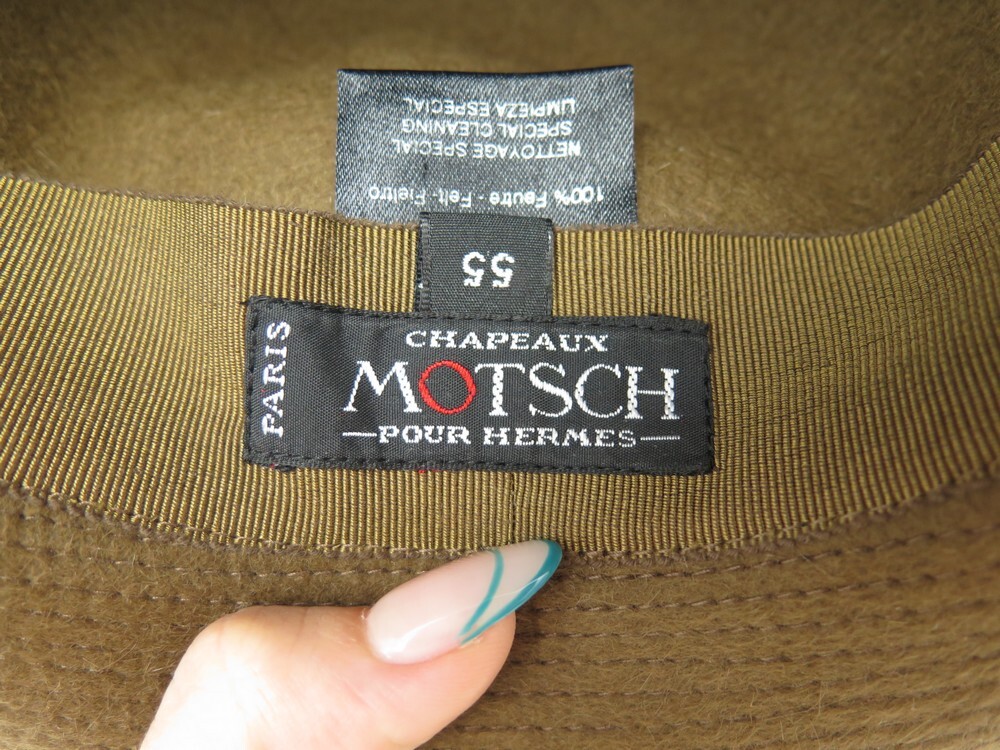 LIMPIEZA ESPECIAL
SPECIAL CLEANING
NETTOYAGE SPECIAL
100% Feutre - Felt - Fieltro
55
PARIS
CHAPEAUX
MOTSCH
—POUR HERMES—